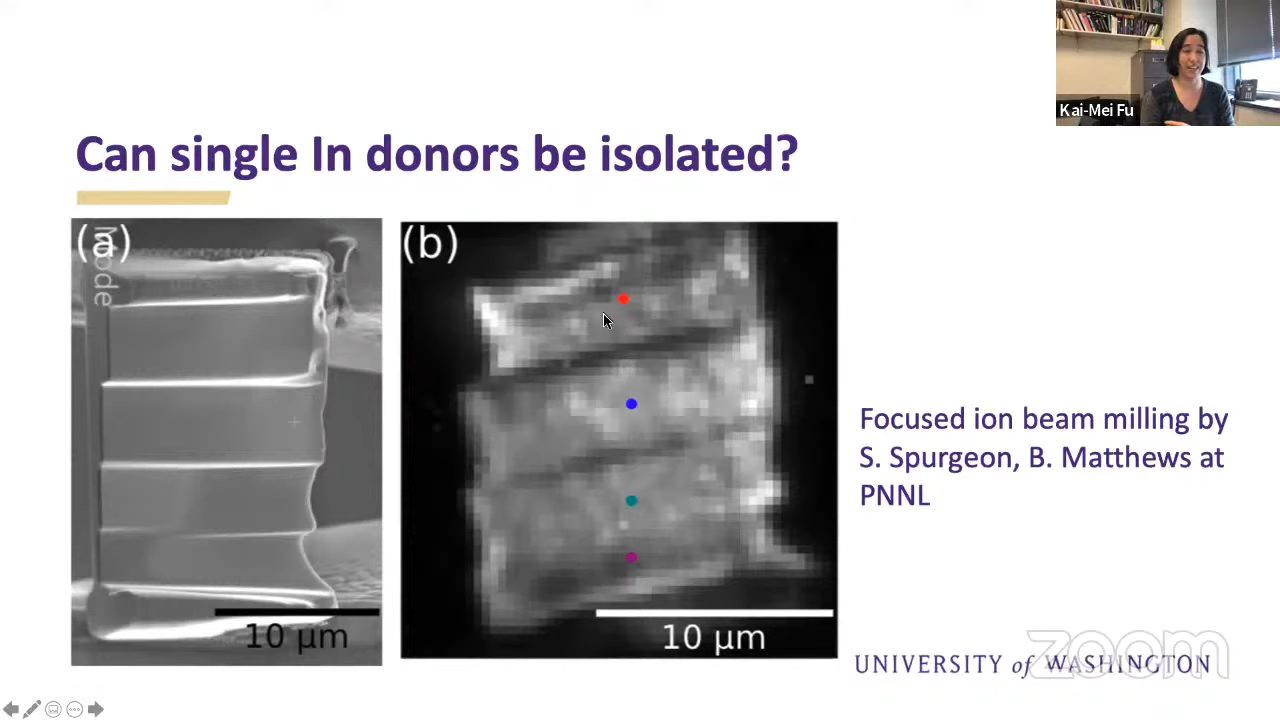 Kai-Mei Fu
Can single In donors be isolated?
(a)
Mode
(b)
Focused ion beam milling by
S. Spurgeon, B. Matthews at
PNNL
10 μm
10 μm
UNIVERSITY of WASHINGTON
zoom